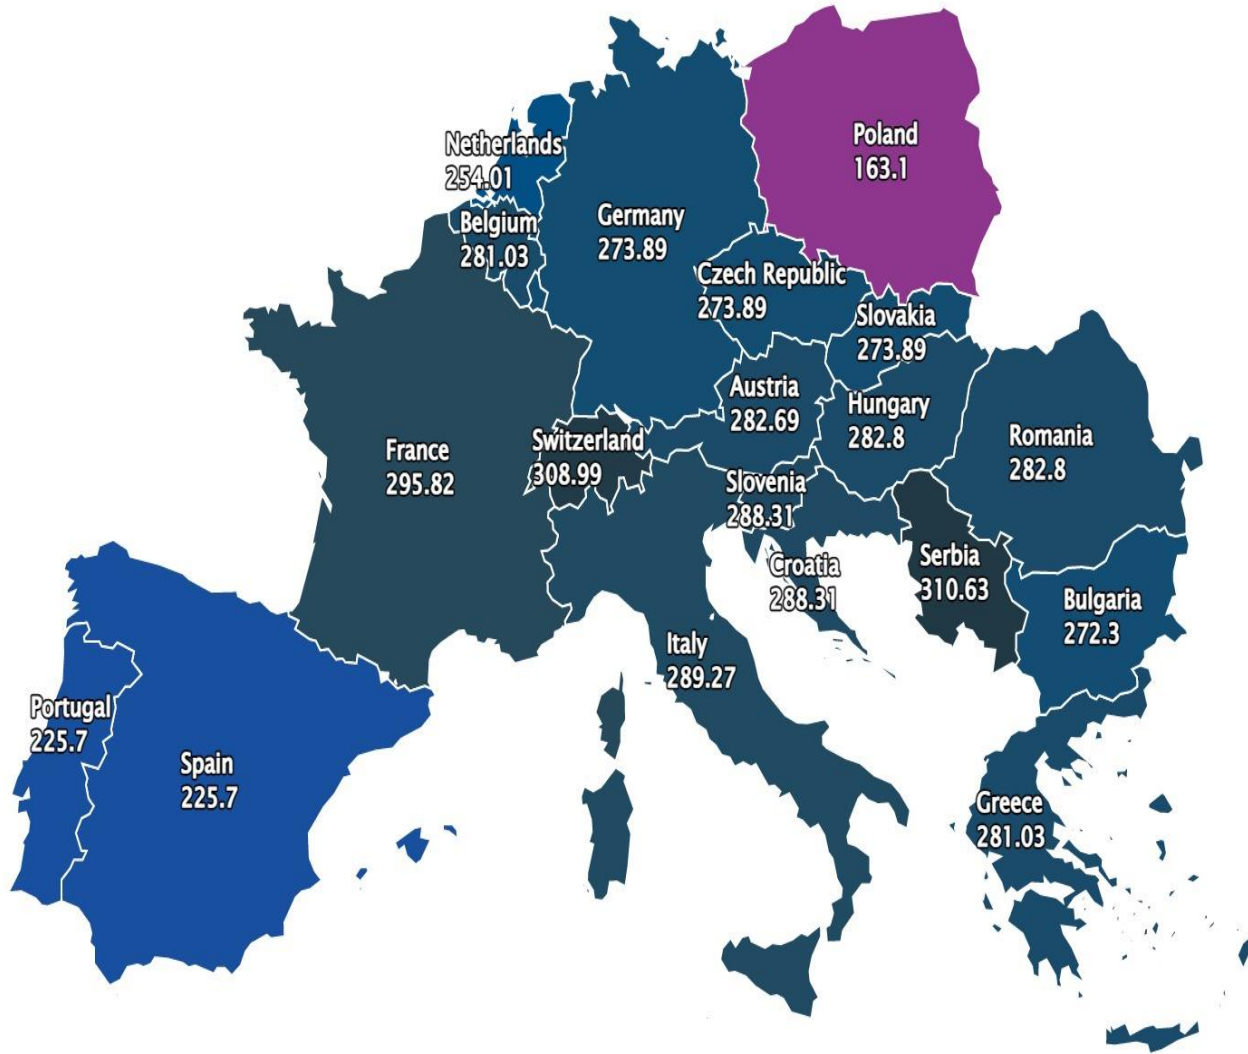 Poland
163.1
Netherlands
254.01
Belgium
281.03
Germany
273.89
Czech Republic
273.89
Slovakia
273.89
Austria
282.69
Hungary
282.8
France
295.82
Switzerland
308.99
Romania
282.8
Slovenia
288.31
Croatia
288.31
Serbia
310.63
Bulgaria
272.3
Italy
289.27
Portugal
225.7
Spain
225.7
Greece
281.03